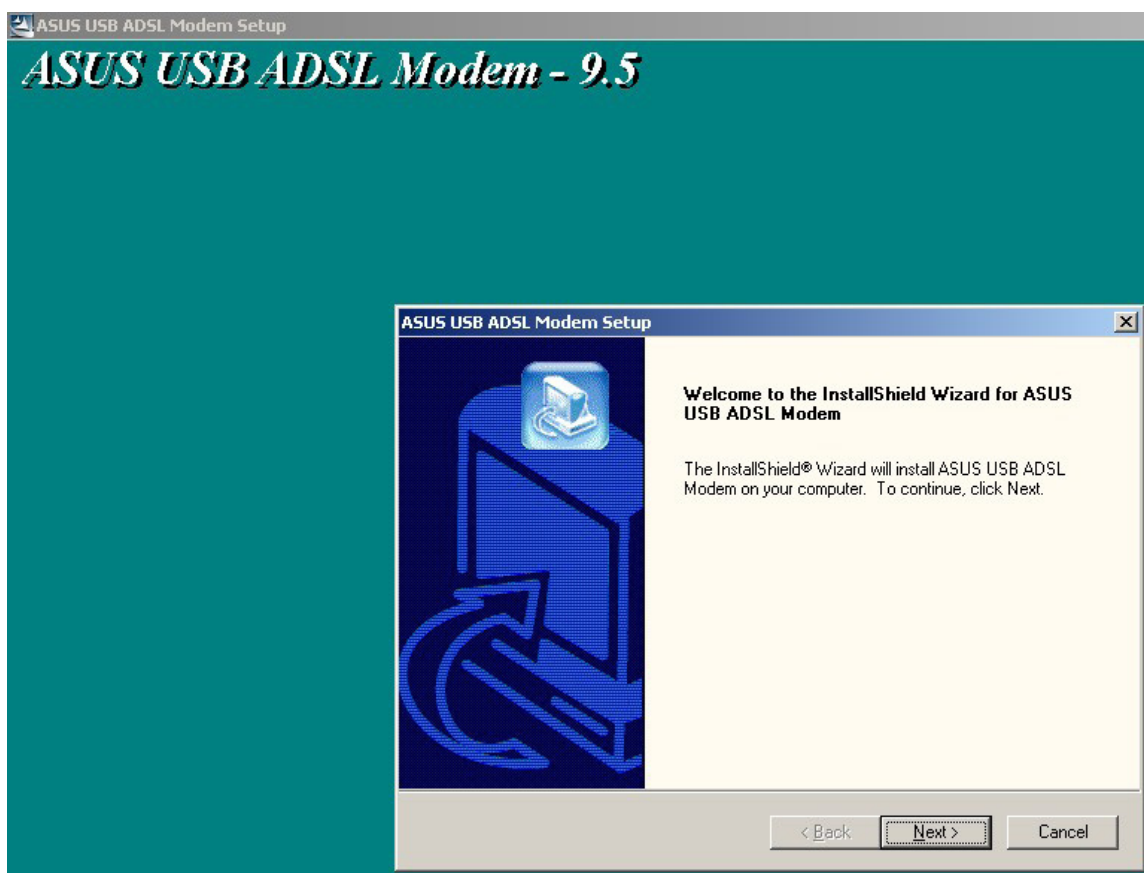 ASUS USB ADSL Modem Setup
ASUS USB ADSL Modem - 9.5
ASUS USB ADSL Modem Setup
Welcome to the InstallShield Wizard for ASUS
USB ADSL Modem
The InstallShield® Wizard will install ASUS USB ADSL
Modem on your computer. To continue, click Next.
< Back
Next >
Cancel